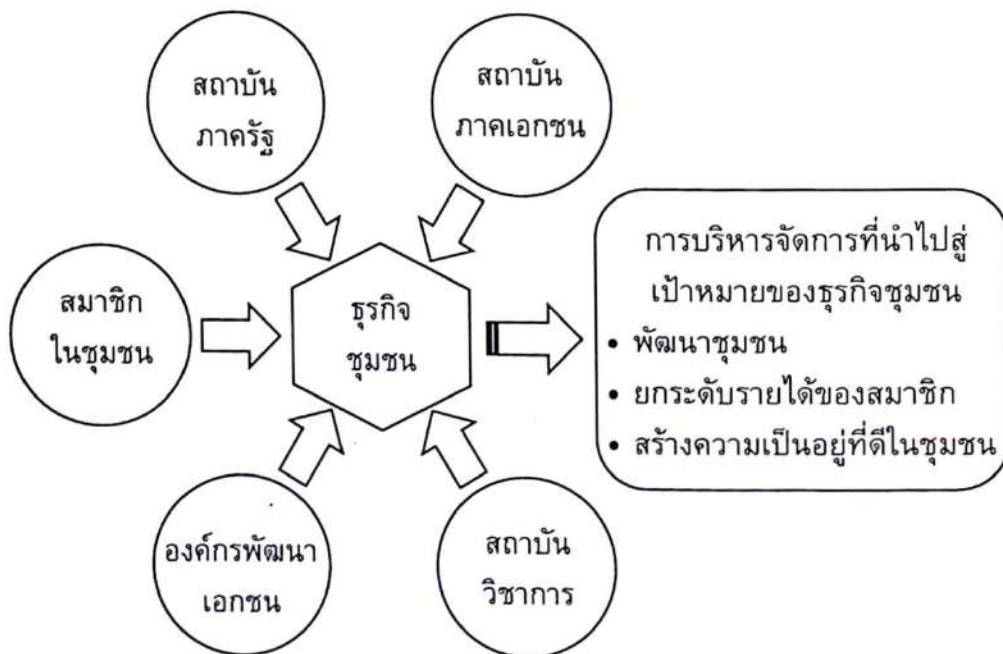 สถาบัน
ภาครัฐ
สถาบัน
ภาคเอกชน
สมาชิก
ในชุมชน
ธุรกิจ
ชุมชน
การบริหารจัดการที่นำไปสู่
เป้าหมายของธุรกิจชุมชน
• พัฒนาชุมชน
• ยกระดับรายได้ของสมาชิก
• สร้างความเป็นอยู่ที่ดีในชุมชน
องค์กรพัฒนา
เอกชน
สถาบัน
วิชาการ